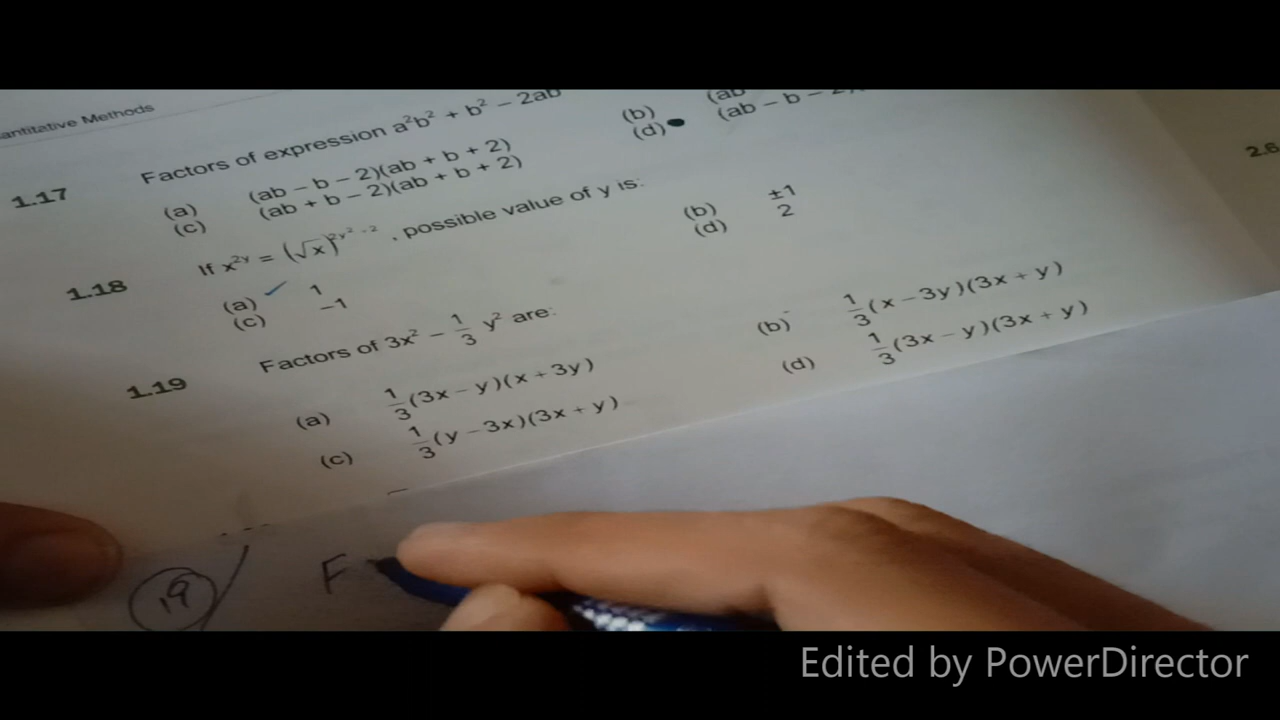 antitative Methods
1.17 Factors of expression a²b² + b² – 2ab
(a) (ab – b – 2)(ab + b + 2) (b) (ab
(c) (ab + b – 2)(ab + b + 2) (d) (ab – b – 2
1.18 If x²ʸ = (√x) , possible value of y is:
(a) 1 (b) ±1
(c) –1 (d) 2
1.19 Factors of 3x² – 1/3 y² are:
(a) 1/3(3x – y)(x + 3y) (b) 1/3(x – 3y)(3x + y)
(c) 1/3(y – 3x)(3x + y) (d) 1/3(3x – y)(3x + y)
2.6
19 F
Edited by PowerDirector